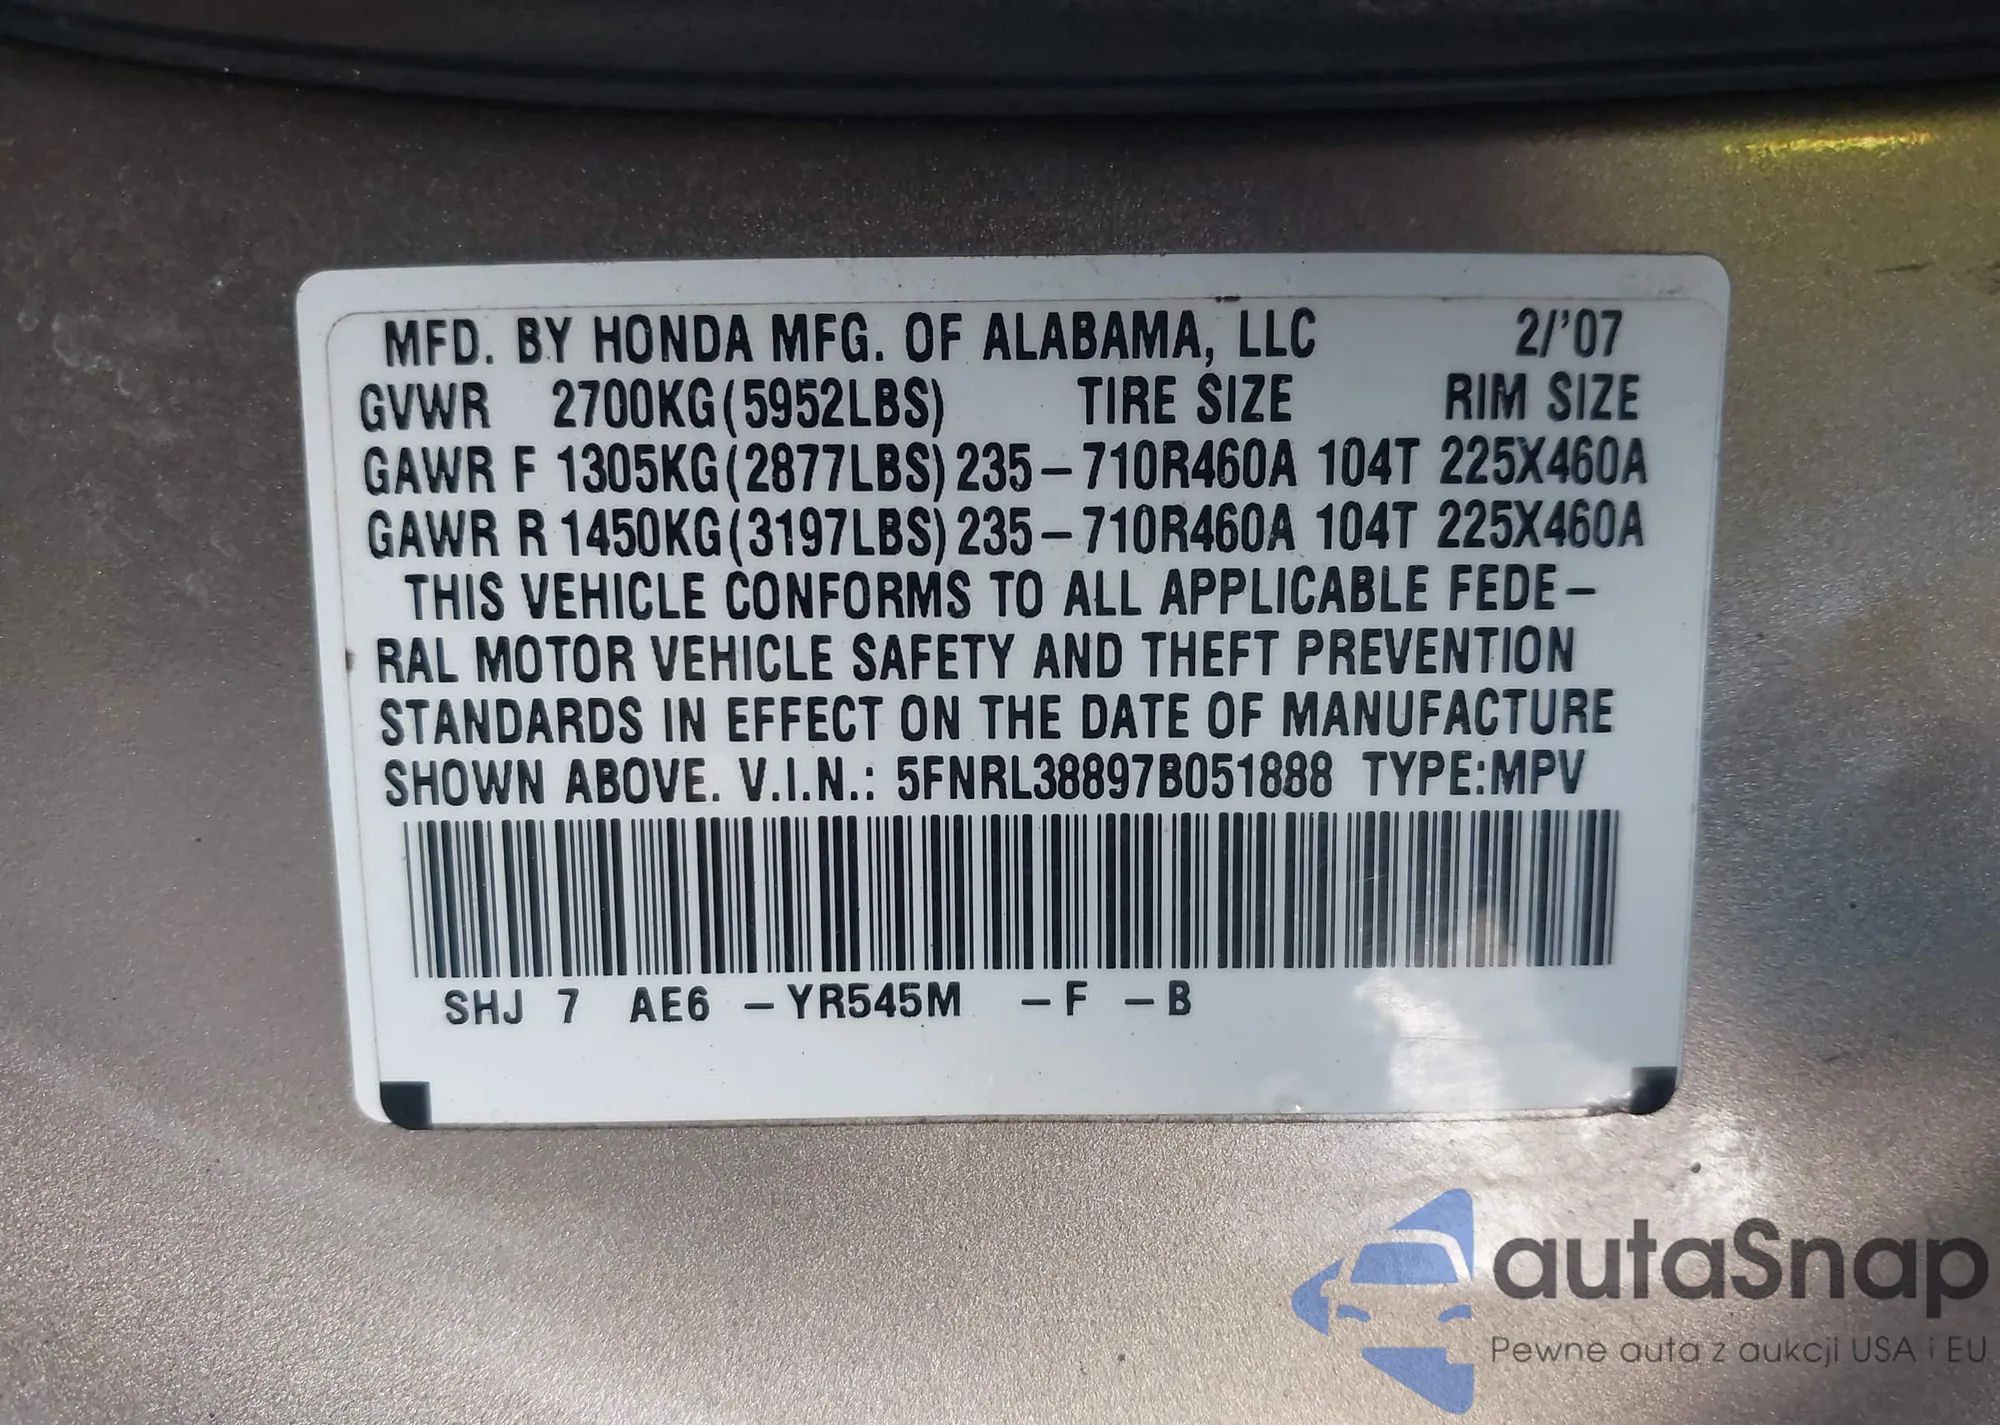 MFD. BY HONDA MFG. OF ALABAMA, LLC 2/'07
GVWR 2700KG(5952LBS) TIRE SIZE RIM SIZE
GAWR F 1305KG(2877LBS) 235-710R460A 104T 225X460A
GAWR R 1450KG(3197LBS) 235-710R460A 104T 225X460A
THIS VEHICLE CONFORMS TO ALL APPLICABLE FEDE-
RAL MOTOR VEHICLE SAFETY AND THEFT PREVENTION
STANDARDS IN EFFECT ON THE DATE OF MANUFACTURE
SHOWN ABOVE. V.I.N.: 5FNRL38897B051888 TYPE:MPV
SHJ 7 AE6 -YR545M -F -B
autaSnap
Pewne auta z aukcji USA i EU